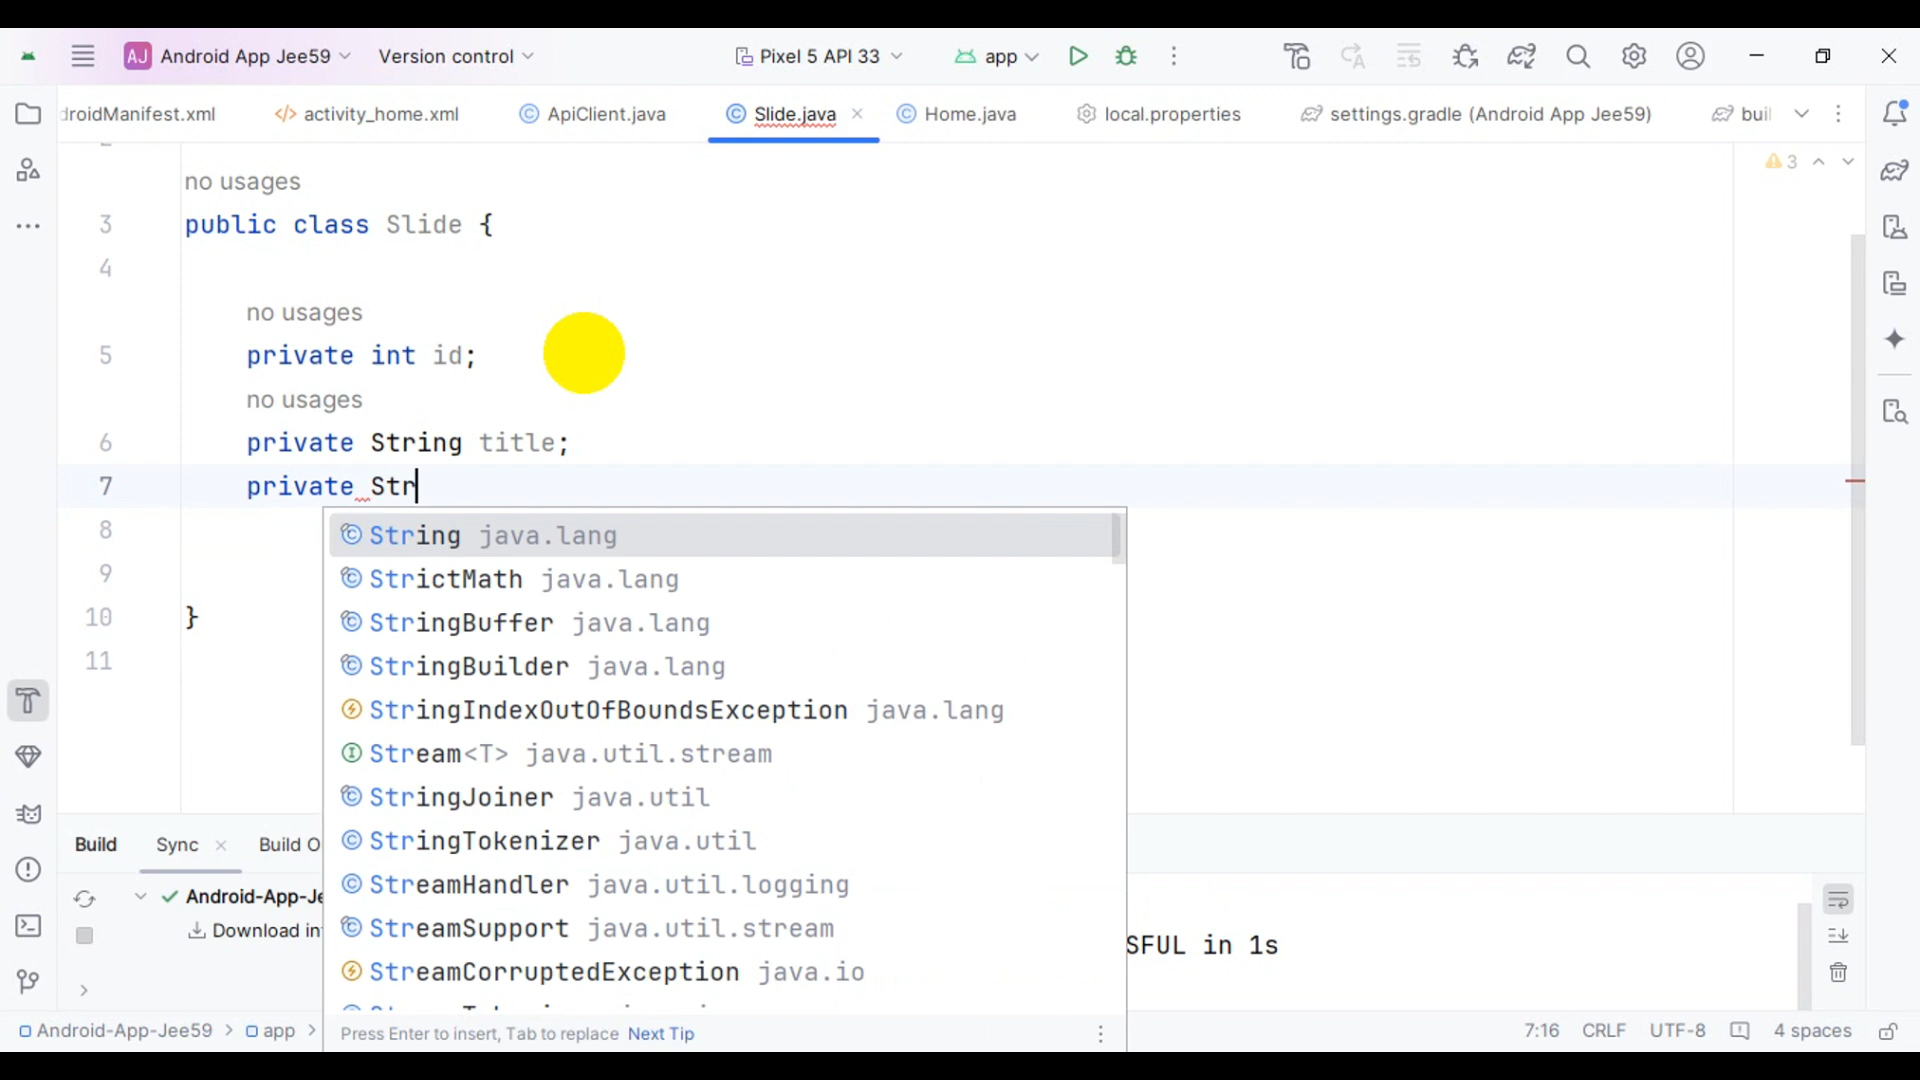 AJ Android App Jee59 Version control Pixel 5 API 33 app
droidManifest.xml activity_home.xml ApiClient.java Slide.java Home.java local.properties settings.gradle (Android App Jee59) buil
no usages 3
3 public class Slide {
4
no usages
5 private int id;
no usages
6 private String title;
7 private Str
8 String java.lang
9 StrictMath java.lang
10 } StringBuffer java.lang
11 StringBuilder java.lang
StringIndexOutOfBoundsException java.lang
Stream<T> java.util.stream
StringJoiner java.util
StringTokenizer java.util
Build Sync Build O
StreamHandler java.util.logging
Android-App-Je
Download in StreamSupport java.util.stream
SFUL in 1s
StreamCorruptedException java.io
Press Enter to insert, Tab to replace Next Tip
Android-App-Jee59 > app > 7:16 CRLF UTF-8 4 spaces